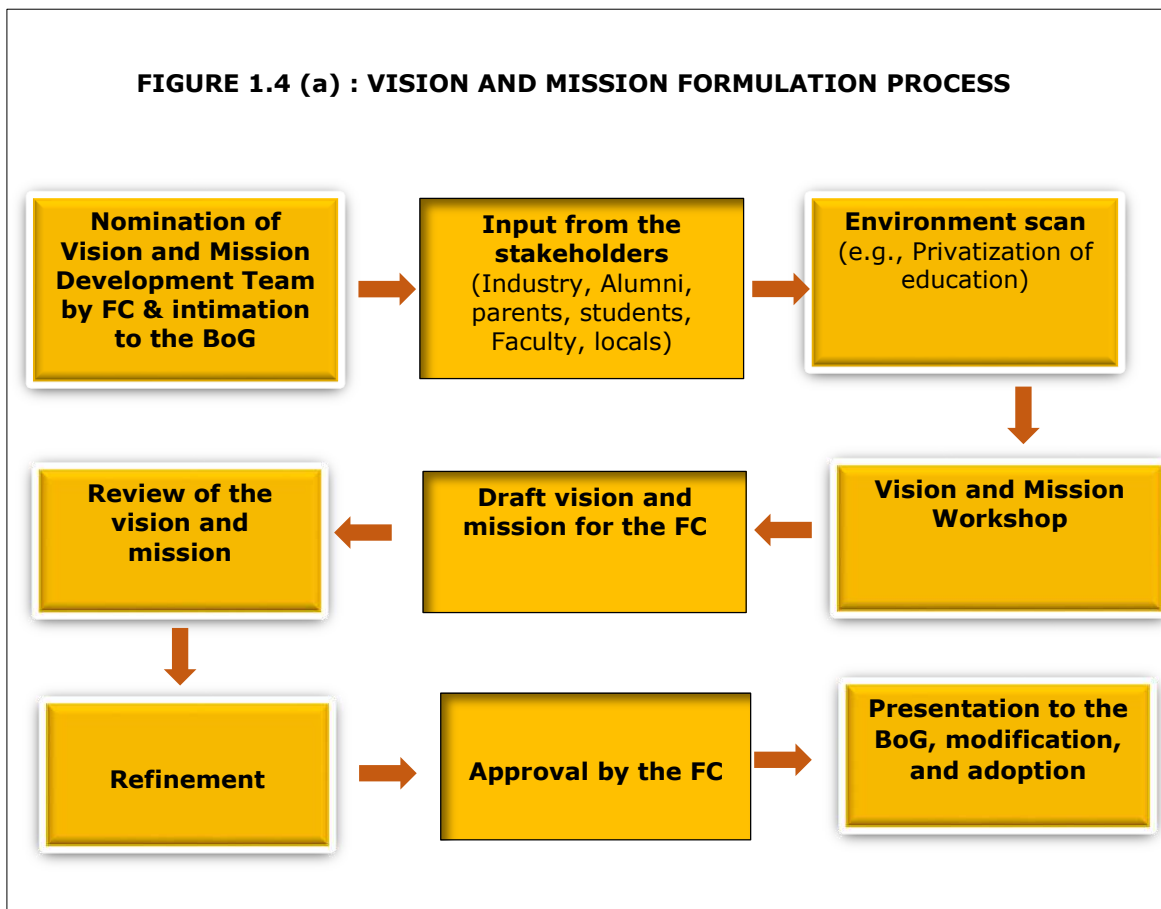 FIGURE 1.4 (a) : VISION AND MISSION FORMULATION PROCESS
Nomination of
Vision and Mission
Development Team
by FC & intimation
to the BoG
Input from the
stakeholders
(Industry, Alumni,
parents, students,
Faculty, locals)
Environment scan
(e.g., Privatization of
education)
Vision and Mission
Workshop
Draft vision and
mission for the FC
Review of the
vision and
mission
Refinement
Approval by the FC
Presentation to the
BoG, modification,
and adoption